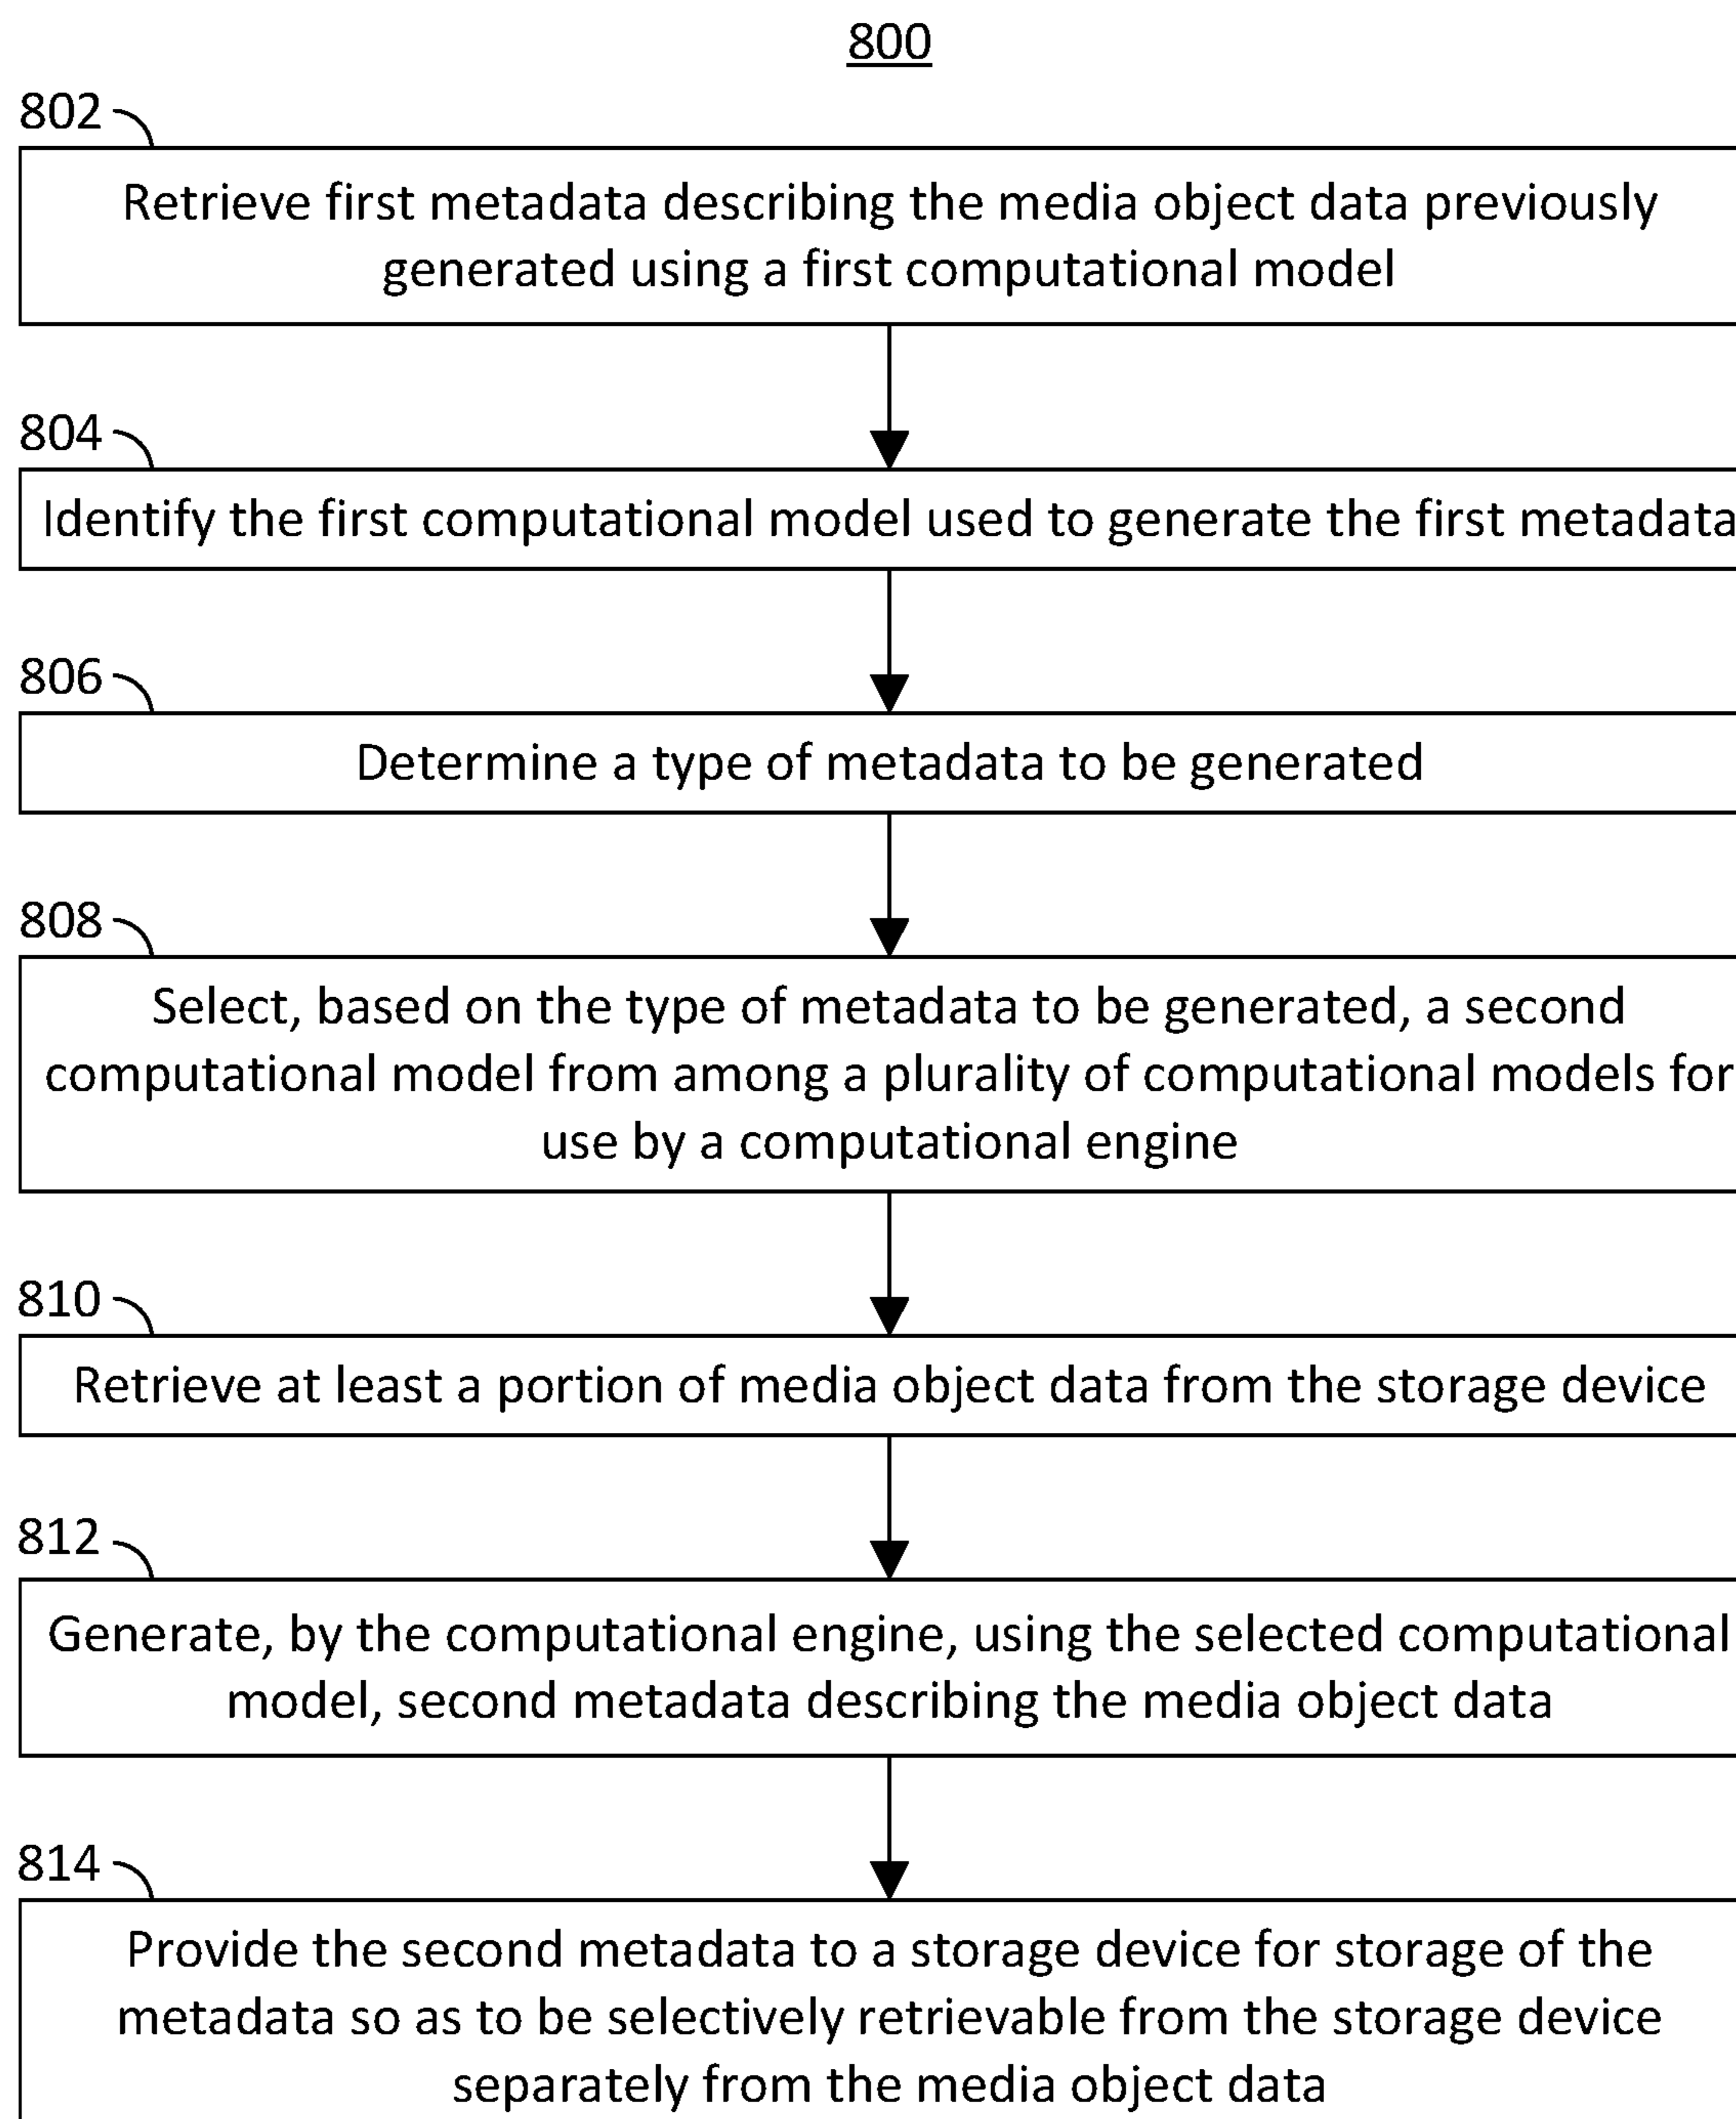 800
802
Retrieve first metadata describing the media object data previously
generated using a first computational model
804
Identify the first computational model used to generate the first metadata
806
Determine a type of metadata to be generated
808
Select, based on the type of metadata to be generated, a second
computational model from among a plurality of computational models for
use by a computational engine
810
Retrieve at least a portion of media object data from the storage device
812
Generate, by the computational engine, using the selected computational
model, second metadata describing the media object data
814
Provide the second metadata to a storage device for storage of the
metadata so as to be selectively retrievable from the storage device
separately from the media object data